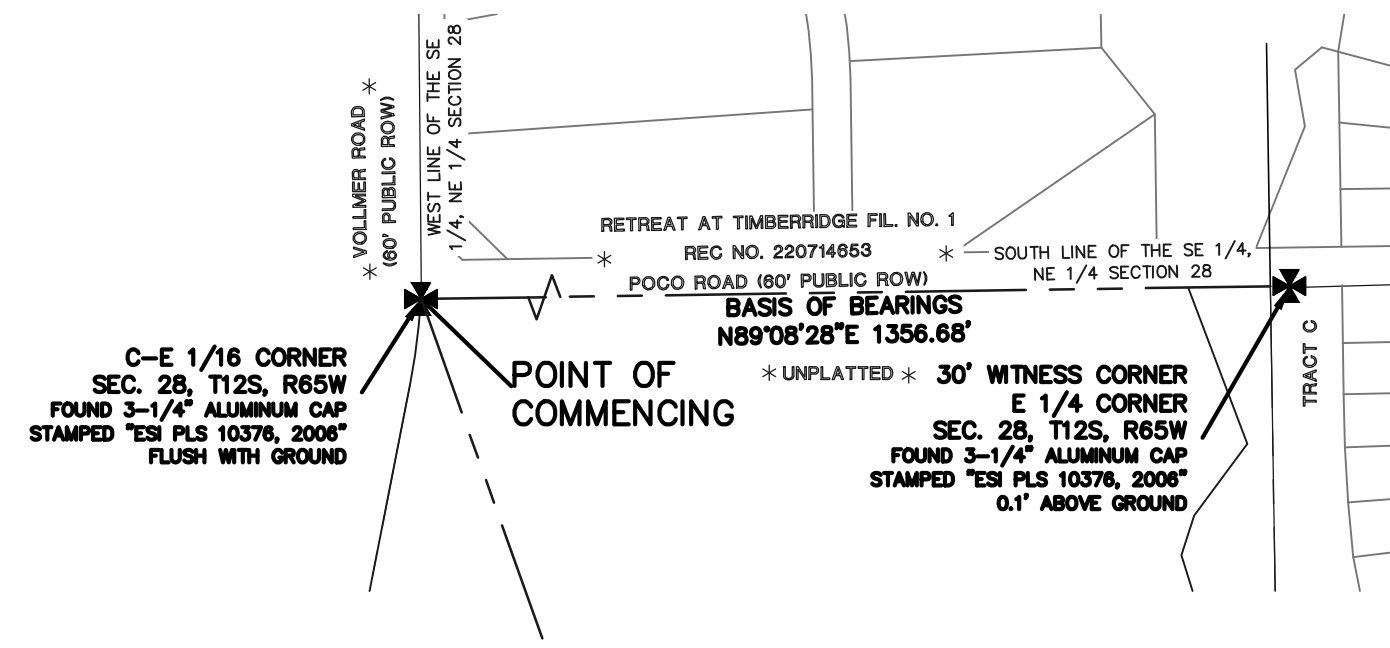 VOLLMER ROAD
(60' PUBLIC ROW)
WEST LINE OF THE SE
1/4, NE 1/4 SECTION 28
RETREAT AT TIMBERRIDGE FIL. NO. 1
REC NO. 220714653
POCO ROAD (60' PUBLIC ROW)
SOUTH LINE OF THE SE 1/4,
NE 1/4 SECTION 28
BASIS OF BEARINGS
N89°08'28"E 1356.68'
C-E 1/16 CORNER
SEC. 28, T12S, R65W
FOUND 3-1/4" ALUMINUM CAP
STAMPED "ESI PLS 10376, 2006"
FLUSH WITH GROUND
POINT OF
COMMENCING
UNPLATTED
30' WITNESS CORNER
E 1/4 CORNER
SEC. 28, T12S, R65W
FOUND 3-1/4" ALUMINUM CAP
STAMPED "ESI PLS 10376, 2006"
0.1' ABOVE GROUND
TRACT C